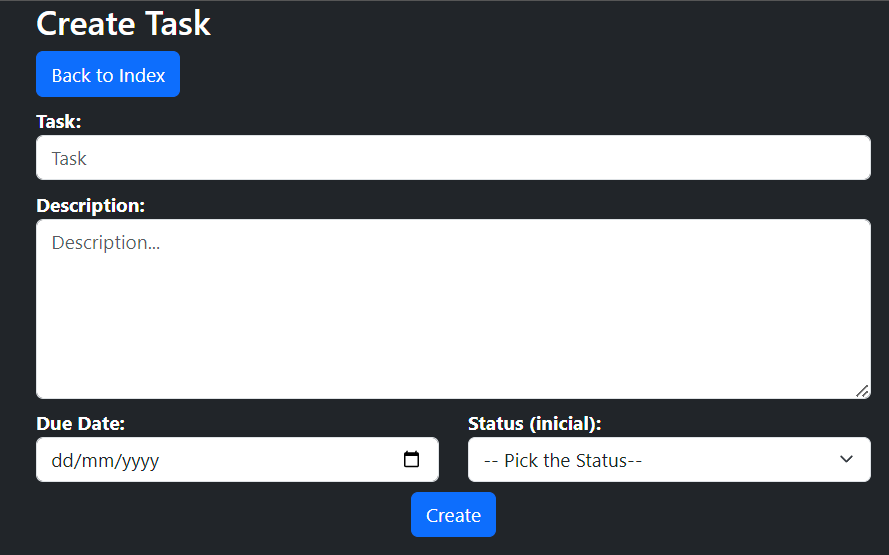 Create Task
Back to Index
Task:
Task
Description:
Description...
Due Date:
Status (inicial):
dd/mm/yyyy
-- Pick the Status--
Create